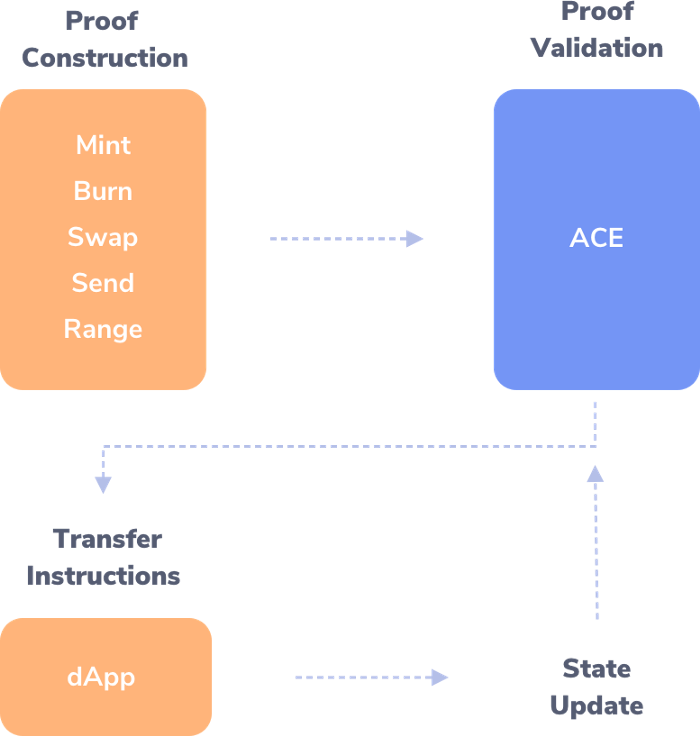 Proof
Construction
Proof
Validation
Mint
Burn
Swap
Send
Range
ACE
Transfer
Instructions
dApp
State
Update